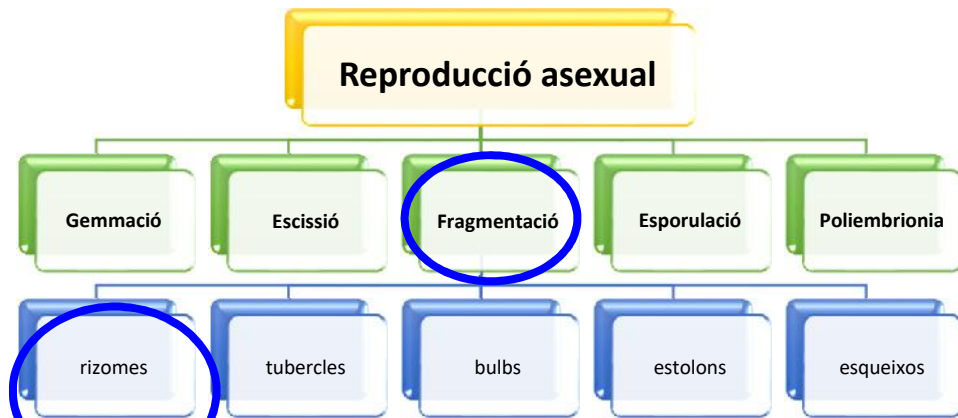 Reproducció asexual
Gemmació
Escissió
Fragmentació
Esporulació
Poliembrionia
rizomes
tubercles
bulbs
estolons
esqueixos